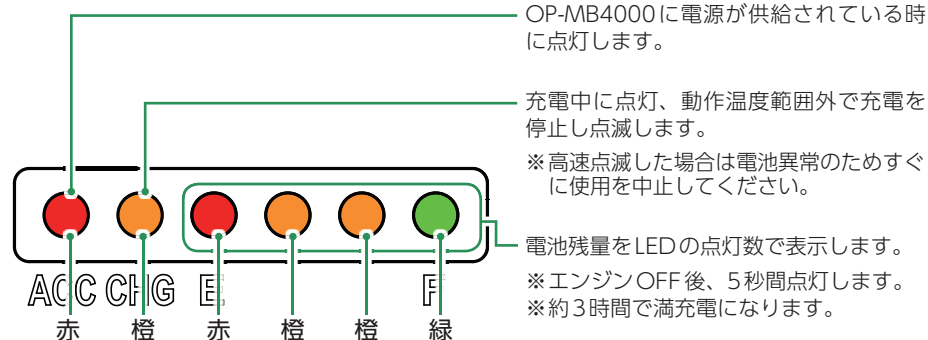 OP-MB4000に電源が供給されている時
に点灯します。
充電中に点灯、動作温度範囲外で充電を
停止し点滅します。
※高速点滅した場合は電池異常のためすぐ
に使用を中止してください。
電池残量をLEDの点灯数で表示します。
※エンジンOFF後、5秒間点灯します。
※約3時間で満充電になります。
ACC CHG E F
赤 橙 赤 橙 橙 緑